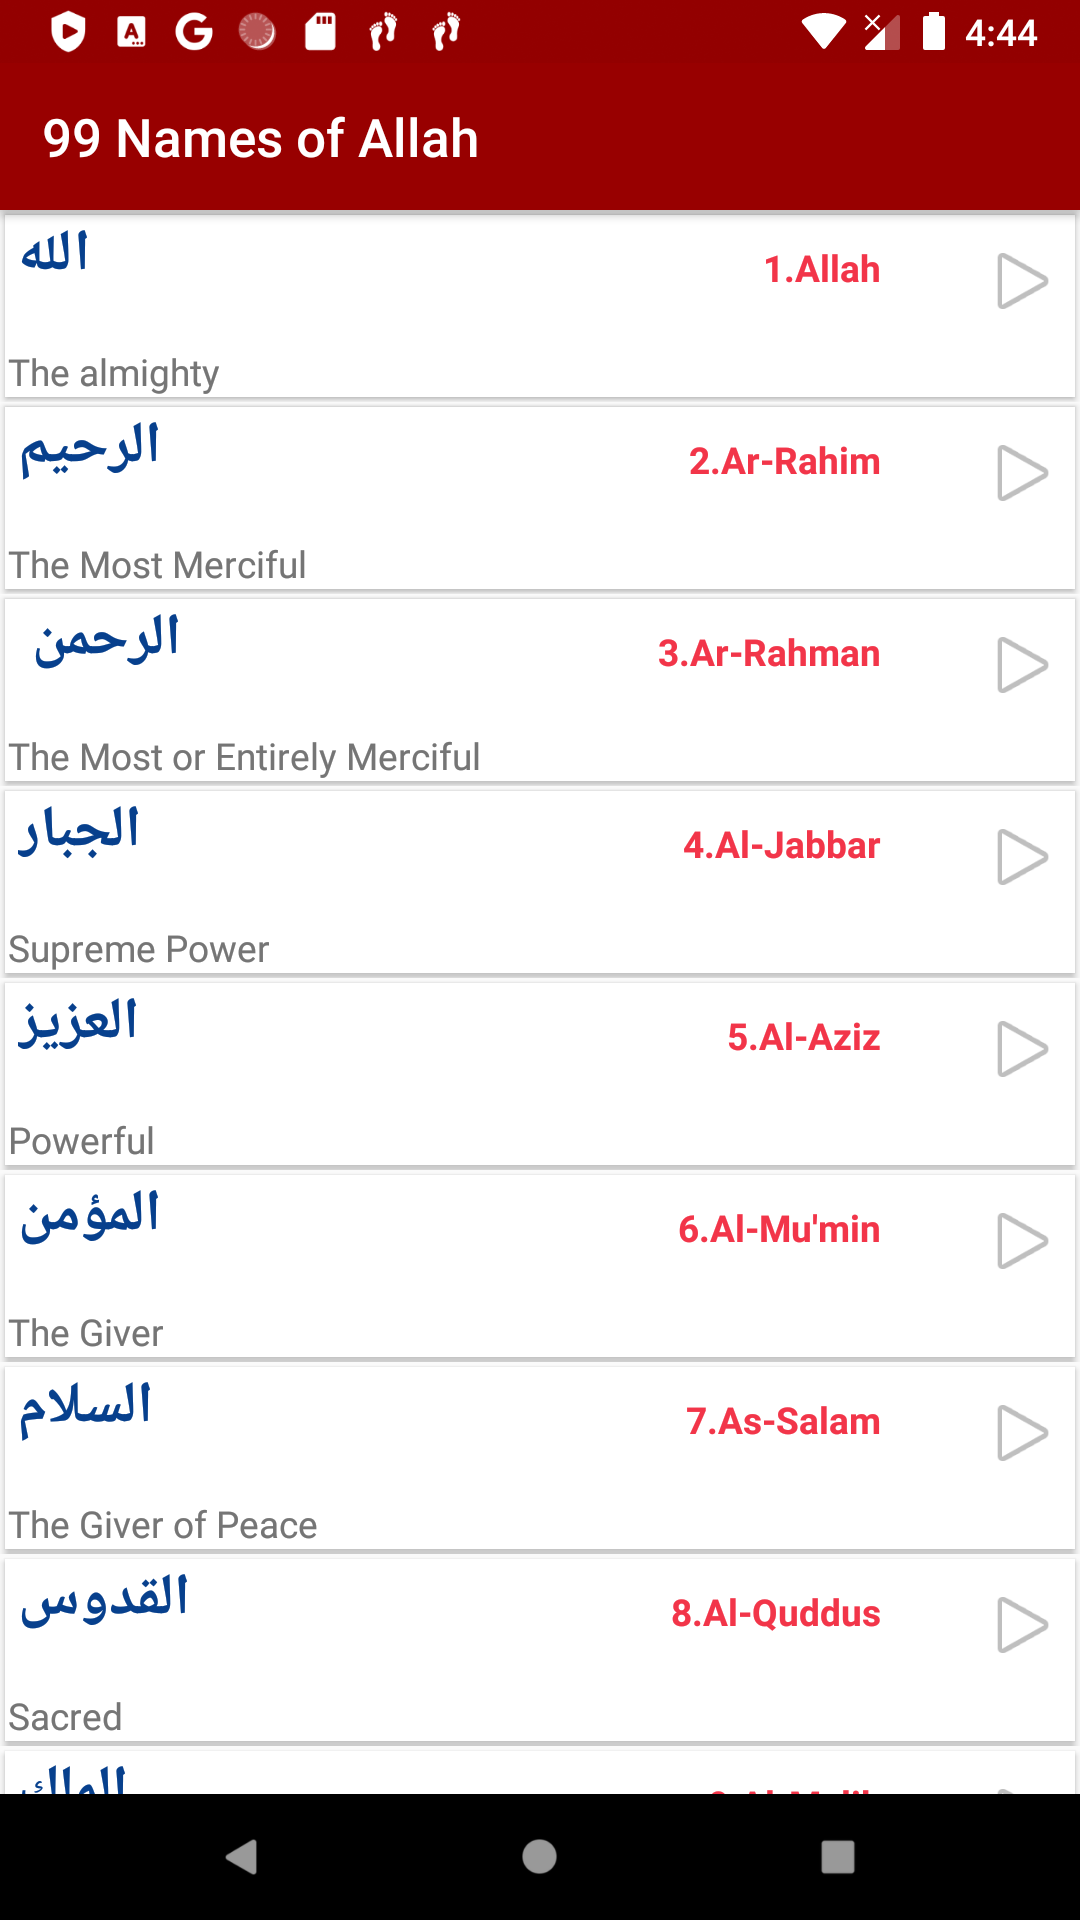 4:44
99 Names of Allah
الله
1.Allah
The almighty
الرحيم
2.Ar-Rahim
The Most Merciful
الرحمن
3.Ar-Rahman
The Most or Entirely Merciful
الجبار
4.Al-Jabbar
Supreme Power
العزيز
5.Al-Aziz
Powerful
المؤمن
6.Al-Mu'min
The Giver
السلام
7.As-Salam
The Giver of Peace
القدوس
8.Al-Quddus
Sacred